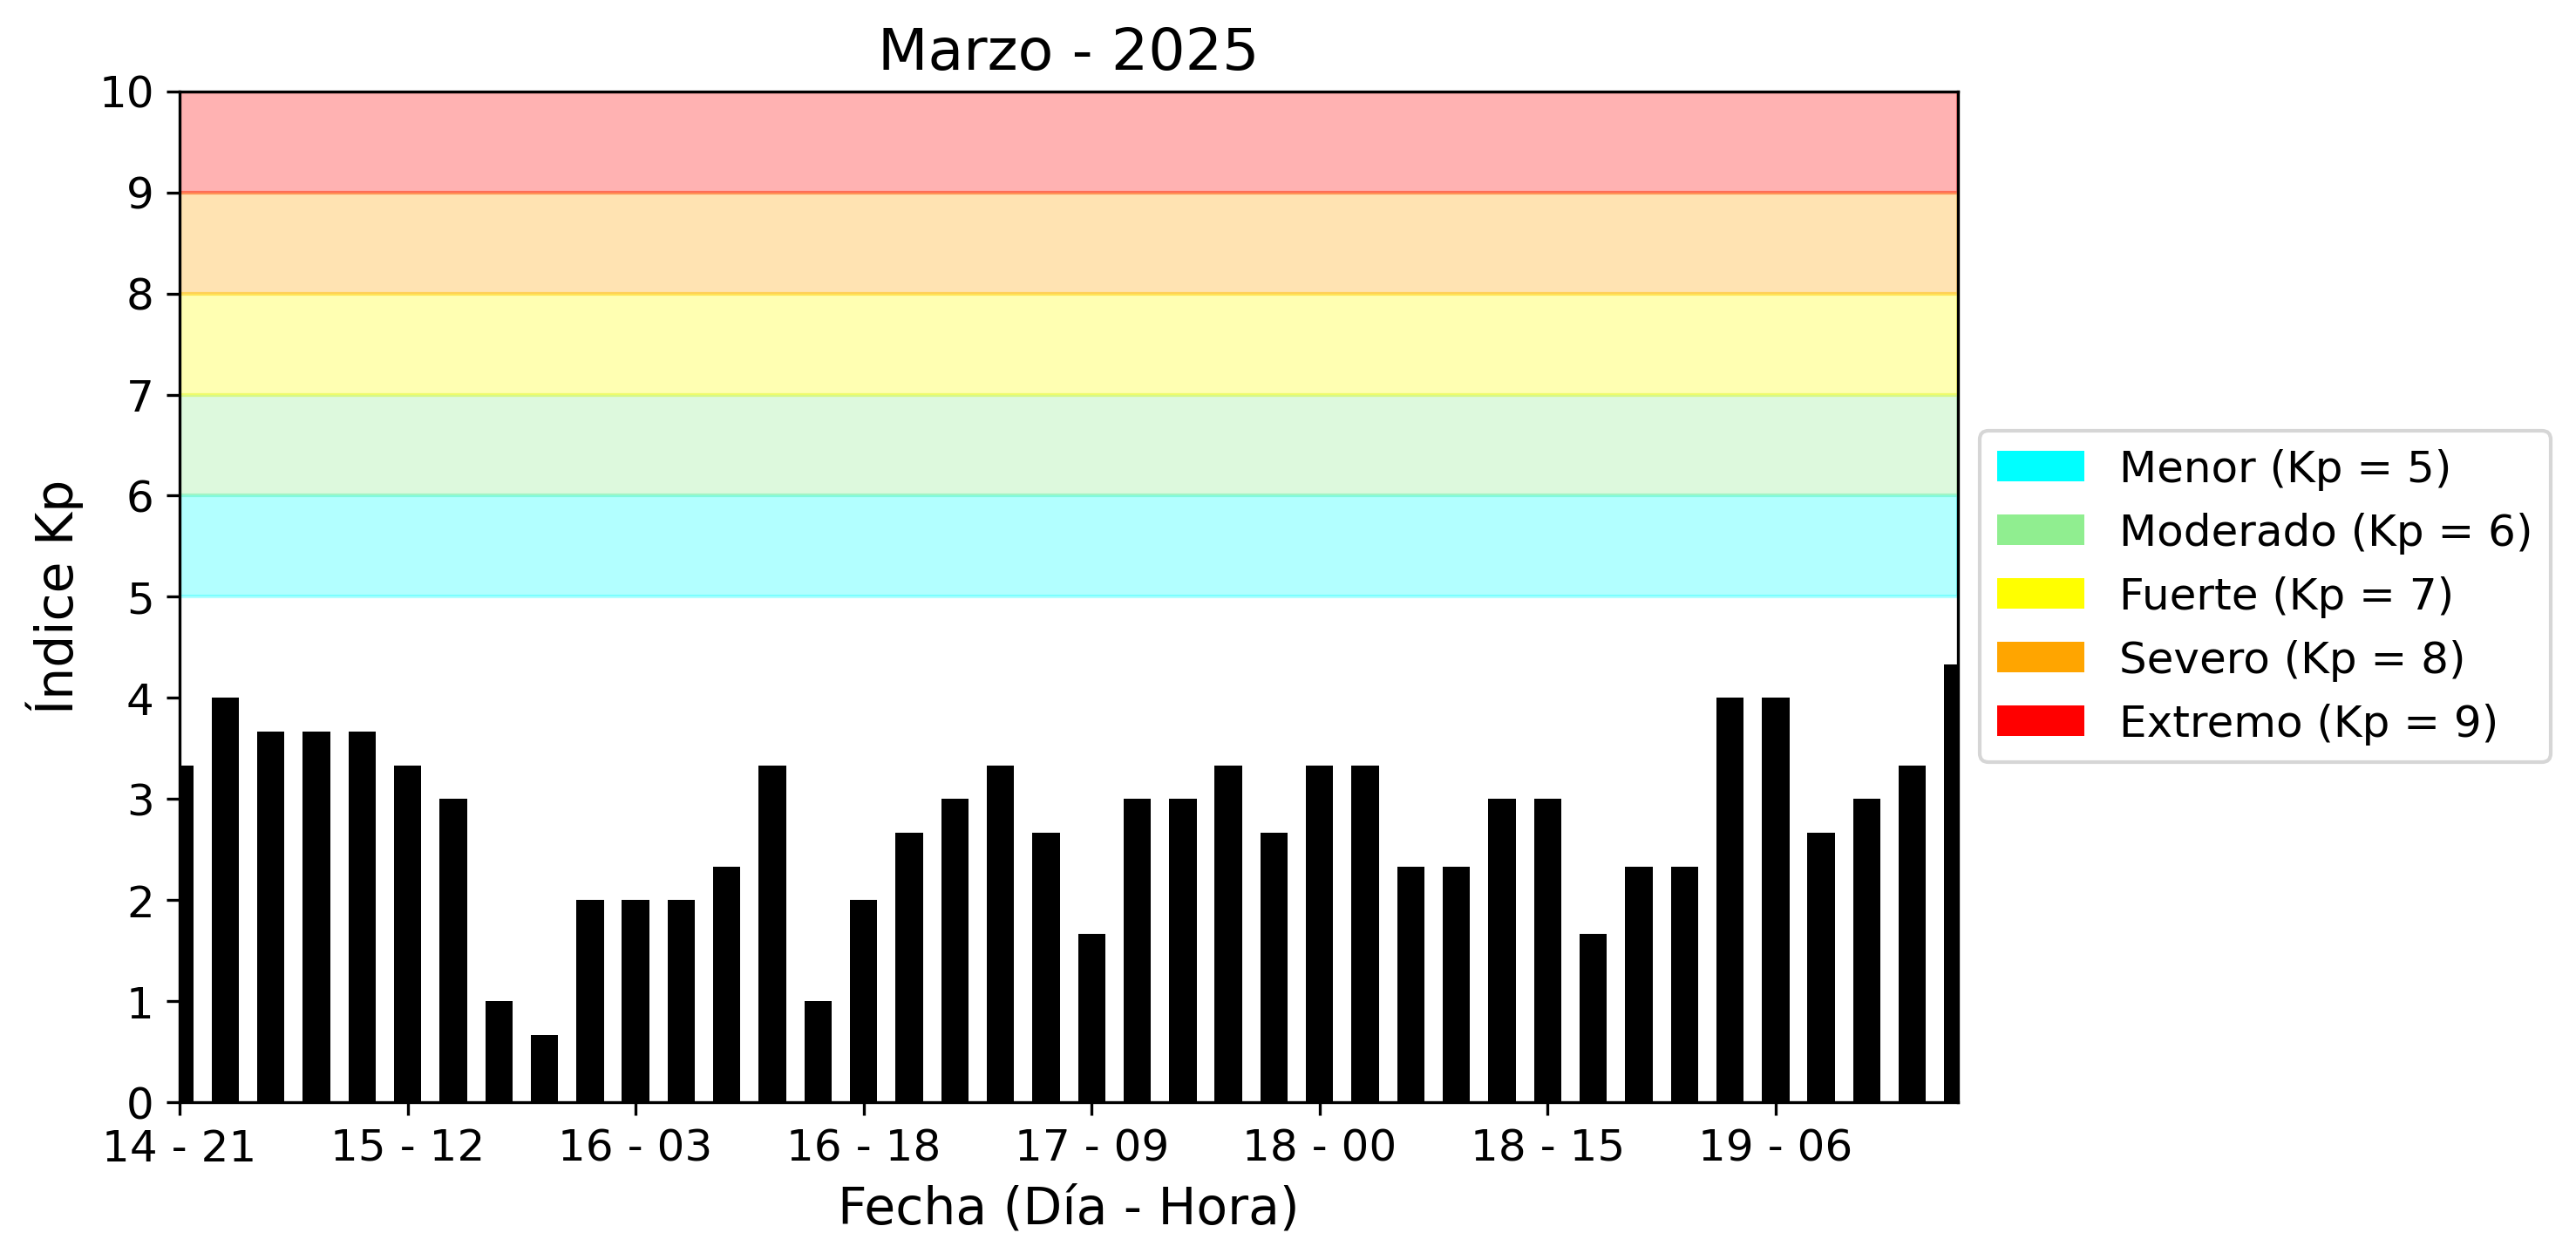 Marzo - 2025
10
9
8
7
6
5
4
3
2
1
0
Índice Kp
14 - 21
15 - 12
16 - 03
16 - 18
17 - 09
18 - 00
18 - 15
19 - 06
Fecha (Día - Hora)
Menor (Kp = 5)
Moderado (Kp = 6)
Fuerte (Kp = 7)
Severo (Kp = 8)
Extremo (Kp = 9)